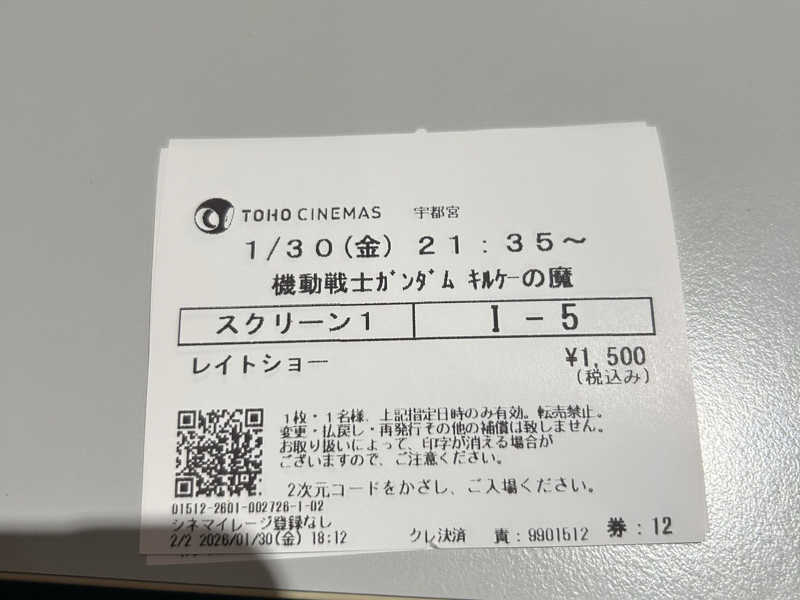 TOHO CINEMAS 宇都宮
1/30(金) 21:35~
機動戦士ガンダム キルケーの魔
スクリーン1 I-5
レイトショー ¥1,500
(税込み)
1枚・1名様、上記指定日時のみ有効。転売禁止。
変更・払戻し・再発行その他の補償は致しません。
お取り扱いによって、印字が消える場合が
ございますので、ご注意ください。
2次元コードをかざし、ご入場ください。
01512-2601-002726-1-02
シネマイレージ登録なし
2/2 2026/01/30(金) 18:12 クレ決済 責:9901512 券:12